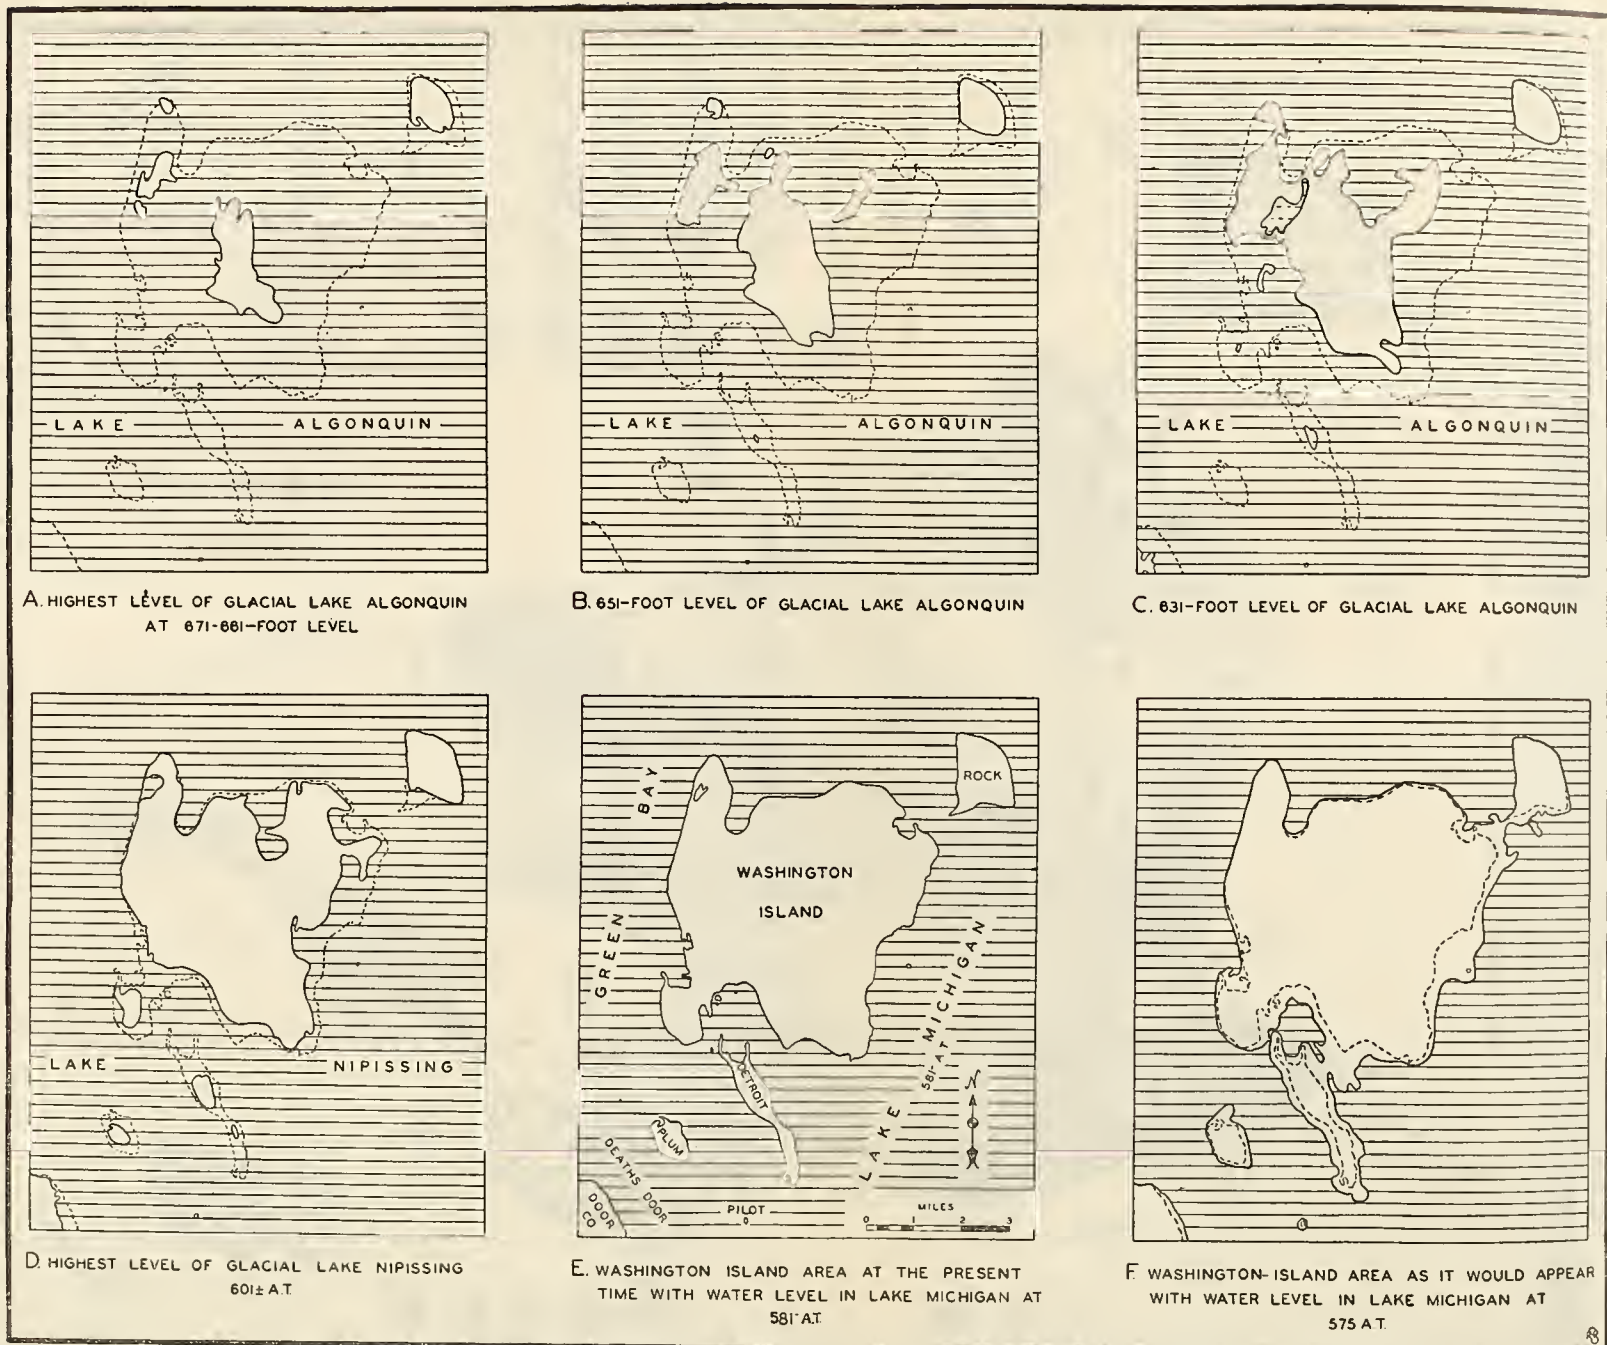 LAKE ALGONQUIN
A. HIGHEST LEVEL OF GLACIAL LAKE ALGONQUIN
AT 671-661-FOOT LEVEL
LAKE ALGONQUIN
B. 651-FOOT LEVEL OF GLACIAL LAKE ALGONQUIN
LAKE ALGONQUIN
C. 631-FOOT LEVEL OF GLACIAL LAKE ALGONQUIN
LAKE NIPISSING
D. HIGHEST LEVEL OF GLACIAL LAKE NIPISSING
601± A.T.
GREEN BAY
ROCK
WASHINGTON
ISLAND
LAKE MICHIGAN
581- AT
N
DETROIT
PLUM
DEATHS DOOR
DOOR
CO
PILOT
MILES
0 1 2 3
E. WASHINGTON ISLAND AREA AT THE PRESENT
TIME WITH WATER LEVEL IN LAKE MICHIGAN AT
581' A.T.
F. WASHINGTON-ISLAND AREA AS IT WOULD APPEAR
WITH WATER LEVEL IN LAKE MICHIGAN AT
575 A.T.